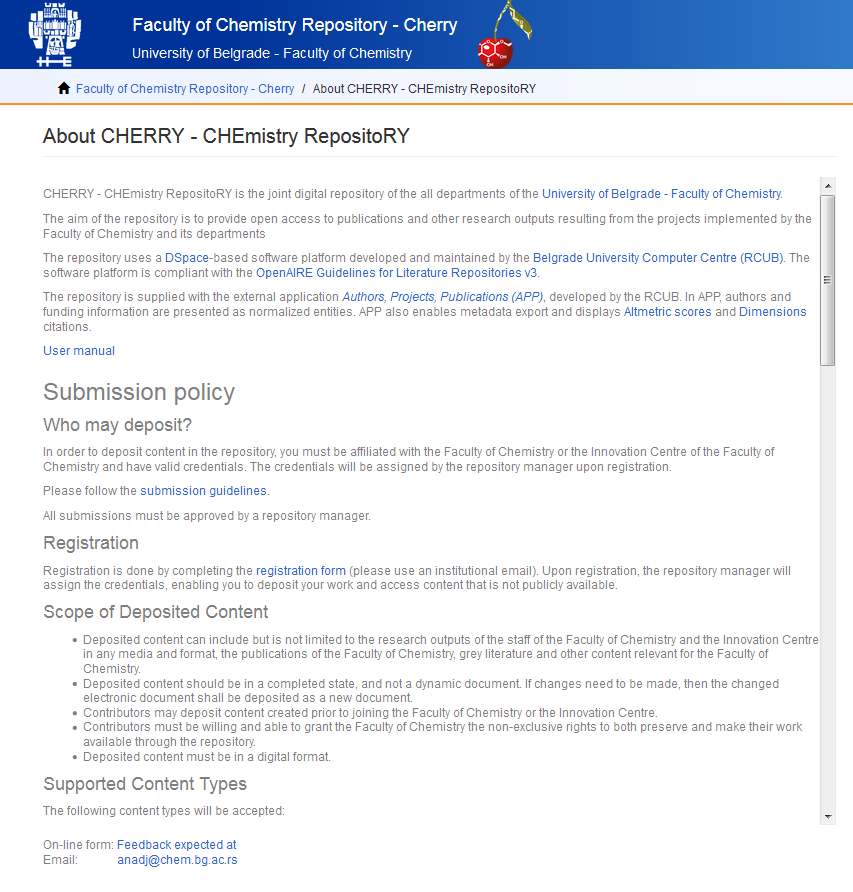 Faculty of Chemistry Repository - Cherry
University of Belgrade - Faculty of Chemistry
Faculty of Chemistry Repository - Cherry / About CHERRY - CHEmistry RepositoRY
About CHERRY - CHEmistry RepositoRY
CHERRY - CHEmistry RepositoRY is the joint digital repository of the all departments of the University of Belgrade - Faculty of Chemistry.
The aim of the repository is to provide open access to publications and other research outputs resulting from the projects implemented by the
Faculty of Chemistry and its departments
The repository uses a DSpace-based software platform developed and maintained by the Belgrade University Computer Centre (RCUB). The
software platform is compliant with the OpenAIRE Guidelines for Literature Repositories v3.
The repository is supplied with the external application Authors, Projects, Publications (APP), developed by the RCUB. In APP, authors and
funding information are presented as normalized entities. APP also enables metadata export and displays Altmetric scores and Dimensions
citations.
User manual
Submission policy
Who may deposit?
In order to deposit content in the repository, you must be affiliated with the Faculty of Chemistry or the Innovation Centre of the Faculty of
Chemistry and have valid credentials. The credentials will be assigned by the repository manager upon registration.
Please follow the submission guidelines.
All submissions must be approved by a repository manager.
Registration
Registration is done by completing the registration form (please use an institutional email). Upon registration, the repository manager will
assign the credentials, enabling you to deposit your work and access content that is not publicly available.
Scope of Deposited Content
• Deposited content can include but is not limited to the research outputs of the staff of the Faculty of Chemistry and the Innovation Centre
in any media and format, the publications of the Faculty of Chemistry, grey literature and other content relevant for the Faculty of
Chemistry.
• Deposited content should be in a completed state, and not a dynamic document. If changes need to be made, then the changed
electronic document shall be deposited as a new document.
• Contributors may deposit content created prior to joining the Faculty of Chemistry or the Innovation Centre.
• Contributors must be willing and able to grant the Faculty of Chemistry the non-exclusive rights to both preserve and make their work
available through the repository.
• Deposited content must be in a digital format.
Supported Content Types
The following content types will be accepted:
On-line form: Feedback expected at
Email: anadj@chem.bg.ac.rs